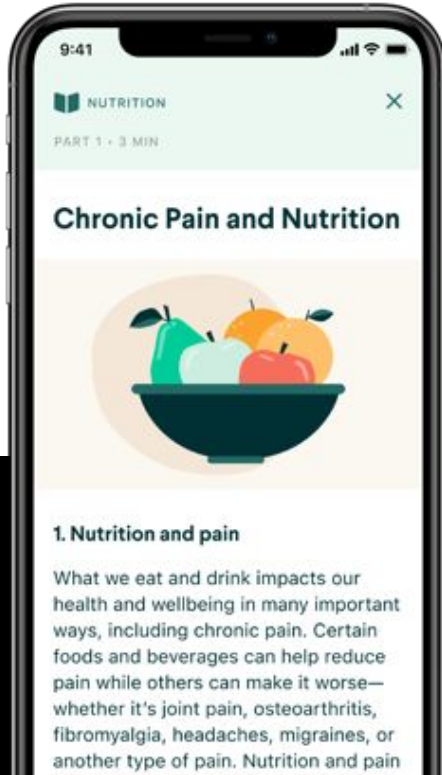 9:41
NUTRITION
PART 1 • 3 MIN
Chronic Pain and Nutrition
1. Nutrition and pain
What we eat and drink impacts our
health and wellbeing in many important
ways, including chronic pain. Certain
foods and beverages can help reduce
pain while others can make it worse—
whether it's joint pain, osteoarthritis,
fibromyalgia, headaches, migraines, or
another type of pain. Nutrition and pain